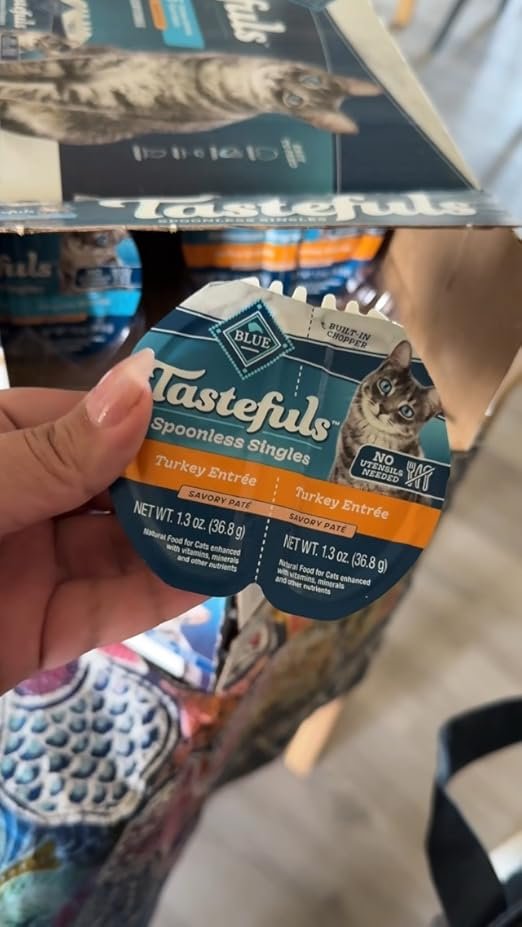 Tastefuls
SPOONLESS SINGLES
BLUE
BUILT-IN
CHOPPER
Tastefuls™
Spoonless Singles
NO
UTENSILS
NEEDED
Turkey Entrée
SAVORY PATÉ
NET WT. 1.3 oz. (36.8 g)
Natural Food for Cats enhanced
with vitamins, minerals
and other nutrients
Turkey Entrée
SAVORY PATÉ
NET WT. 1.3 oz. (36.8 g)
Natural Food for Cats enhanced
with vitamins, minerals
and other nutrients